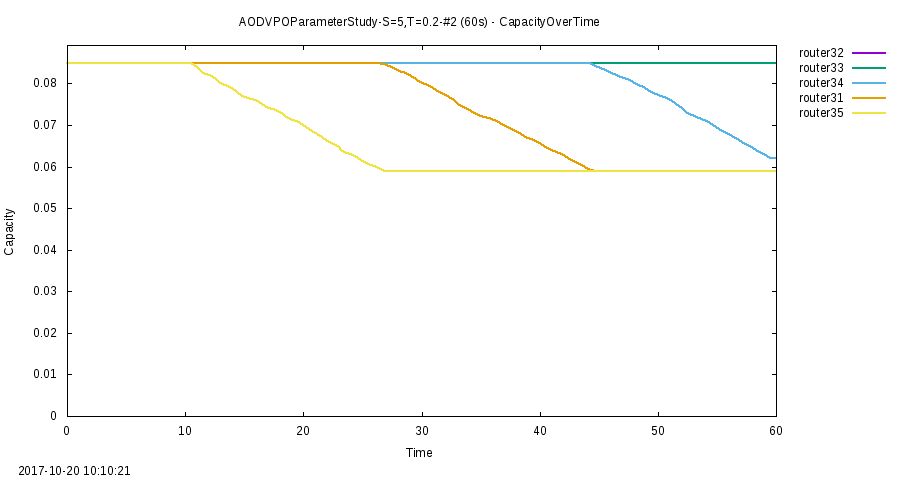 AODVPOParameterStudy-S=5,T=0.2-#2 (60s) - CapacityOverTime
router32
router33
router34
router31
router35
0.08
0.07
0.06
0.05
0.04
0.03
0.02
0.01
0
Capacity
0 10 20 30 40 50 60
Time
2017-10-20 10:10:21